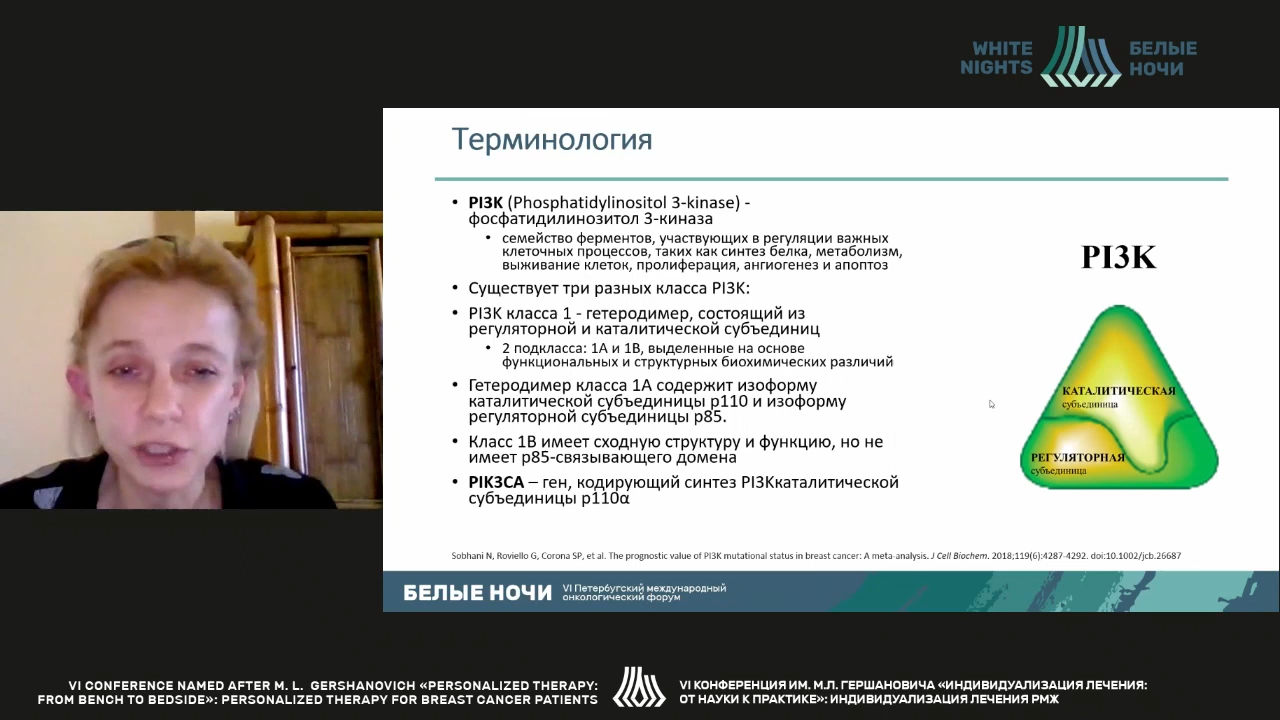 WHITE
NIGHTS
БЕЛЫЕ
НОЧИ
Терминология
• PI3K (Phosphatidylinositol 3-kinase) -
фосфатидилинозитол 3-киназа
• семейство ферментов, участвующих в регуляции важных
клеточных процессов, таких как синтез белка, метаболизм,
выживание клеток, пролиферация, ангиогенез и апоптоз
• Существует три разных класса PI3K:
• PI3K класса 1 - гетеродимер, состоящий из
регуляторной и каталитической субъединиц
• 2 подкласса: 1А и 1В, выделенные на основе
функциональных и структурных биохимических различий
• Гетеродимер класса 1А содержит изоформу
каталитической субъединицы p110 и изоформу
регуляторной субъединицы p85.
• Класс 1В имеет сходную структуру и функцию, но не
имеет p85-связывающего домена
• PIK3CA – ген, кодирующий синтез PI3Kкаталитической
субъединицы p110α
PI3K
КАТАЛИТИЧЕСКАЯ
субъединица
РЕГУЛЯТОРНАЯ
субъединица
Sobhani N, Roviello G, Corona SP, et al. The prognostic value of PI3K mutational status in breast cancer: A meta-analysis. J Cell Biochem. 2018;119(6):4287-4292. doi:10.1002/jcb.26687
БЕЛЫЕ НОЧИ
VI Петербургский международный
онкологический форум
VI CONFERENCE NAMED AFTER M. L. GERSHANOVICH «PERSONALIZED THERAPY:
FROM BENCH TO BEDSIDE»: PERSONALIZED THERAPY FOR BREAST CANCER PATIENTS
VI КОНФЕРЕНЦИЯ ИМ. М.Л. ГЕРШАНОВИЧА «ИНДИВИДУАЛИЗАЦИЯ ЛЕЧЕНИЯ:
ОТ НАУКИ К ПРАКТИКЕ»: ИНДИВИДУАЛИЗАЦИЯ ЛЕЧЕНИЯ РМЖ